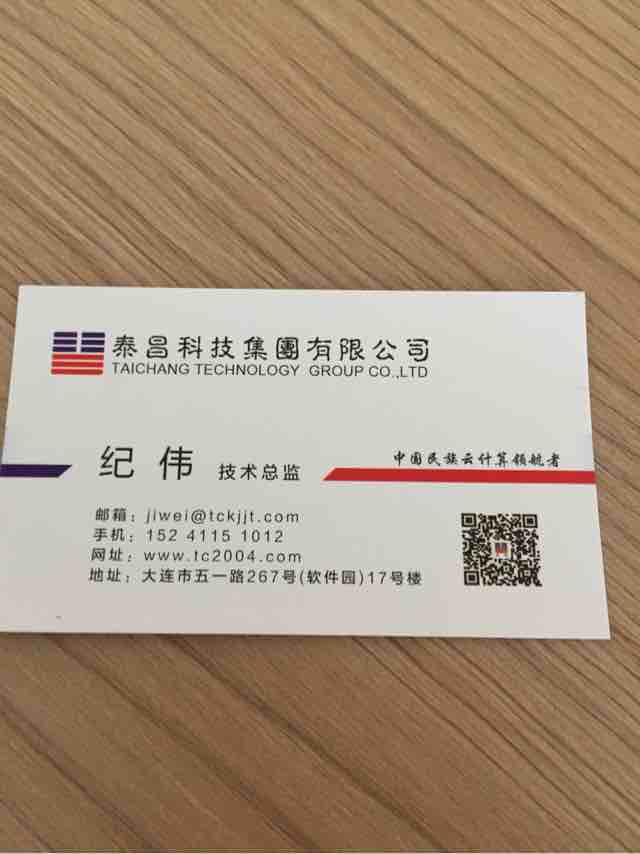 泰昌科技集團有限公司
TAICHANG TECHNOLOGY GROUP CO.,LTD
纪伟 技术总监
中国民族云计算领航者
邮箱：jiwei@tckjjt.com
手机：152 4115 1012
网址：www.tc2004.com
地址：大连市五一路267号(软件园)17号楼